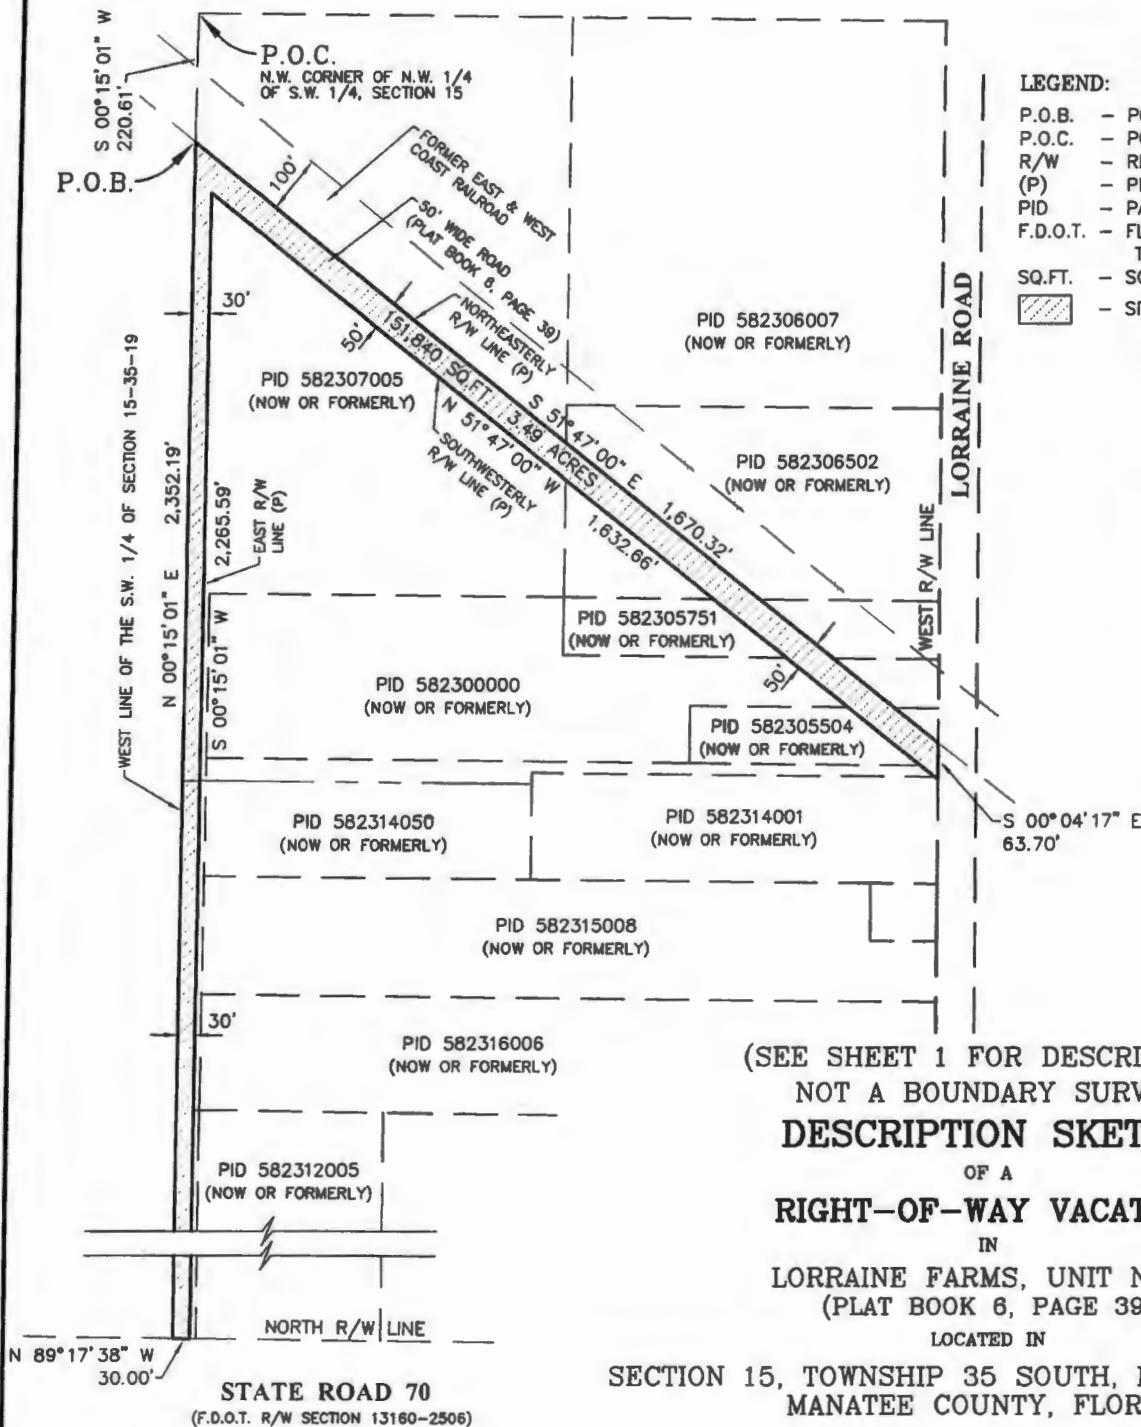 S 00°15'01" W
220.61'
P.O.C.
N.W. CORNER OF N.W. 1/4
OF S.W. 1/4, SECTION 15
P.O.B.
LEGEND:
P.O.B. -
P.O.C. -
R/W -
(P) -
PID -
F.D.O.T. -
SQ.FT. -
-
FORMER EAST & WEST
COAST RAILROAD
100'
50' WIDE ROAD
(PLAT BOOK 6, PAGE 39)
NORTHEASTERLY
R/W LINE (P)
151,840 SQ.FT. 3.49 ACRES
50'
S 51°47'00" E
1,670.32'
N 51°47'00" W
1,632.66'
SOUTHWESTERLY
R/W LINE (P)
30'
PID 582307005
(NOW OR FORMERLY)
PID 582306007
(NOW OR FORMERLY)
PID 582306502
(NOW OR FORMERLY)
LORRAINE ROAD
WEST R/W LINE
WEST LINE OF THE S.W. 1/4 OF SECTION 15-35-19
N 00°15'01" E 2,352.19'
S 00°15'01" W 2,265.59'
EAST R/W
LINE (P)
PID 582305751
(NOW OR FORMERLY)
50'
PID 582300000
(NOW OR FORMERLY)
PID 582305504
(NOW OR FORMERLY)
S 00°04'17" E
63.70'
PID 582314050
(NOW OR FORMERLY)
PID 582314001
(NOW OR FORMERLY)
PID 582315008
(NOW OR FORMERLY)
30'
PID 582316006
(NOW OR FORMERLY)
PID 582312005
(NOW OR FORMERLY)
NORTH R/W LINE
N 89°17'38" W
30.00'
STATE ROAD 70
(F.D.O.T. R/W SECTION 13160-2506)
(SEE SHEET 1 FOR DESCRI
NOT A BOUNDARY SURV
DESCRIPTION SKET
OF A
RIGHT-OF-WAY VACAT
IN
LORRAINE FARMS, UNIT N
(PLAT BOOK 6, PAGE 39
LOCATED IN
SECTION 15, TOWNSHIP 35 SOUTH,
MANATEE COUNTY, FLOR